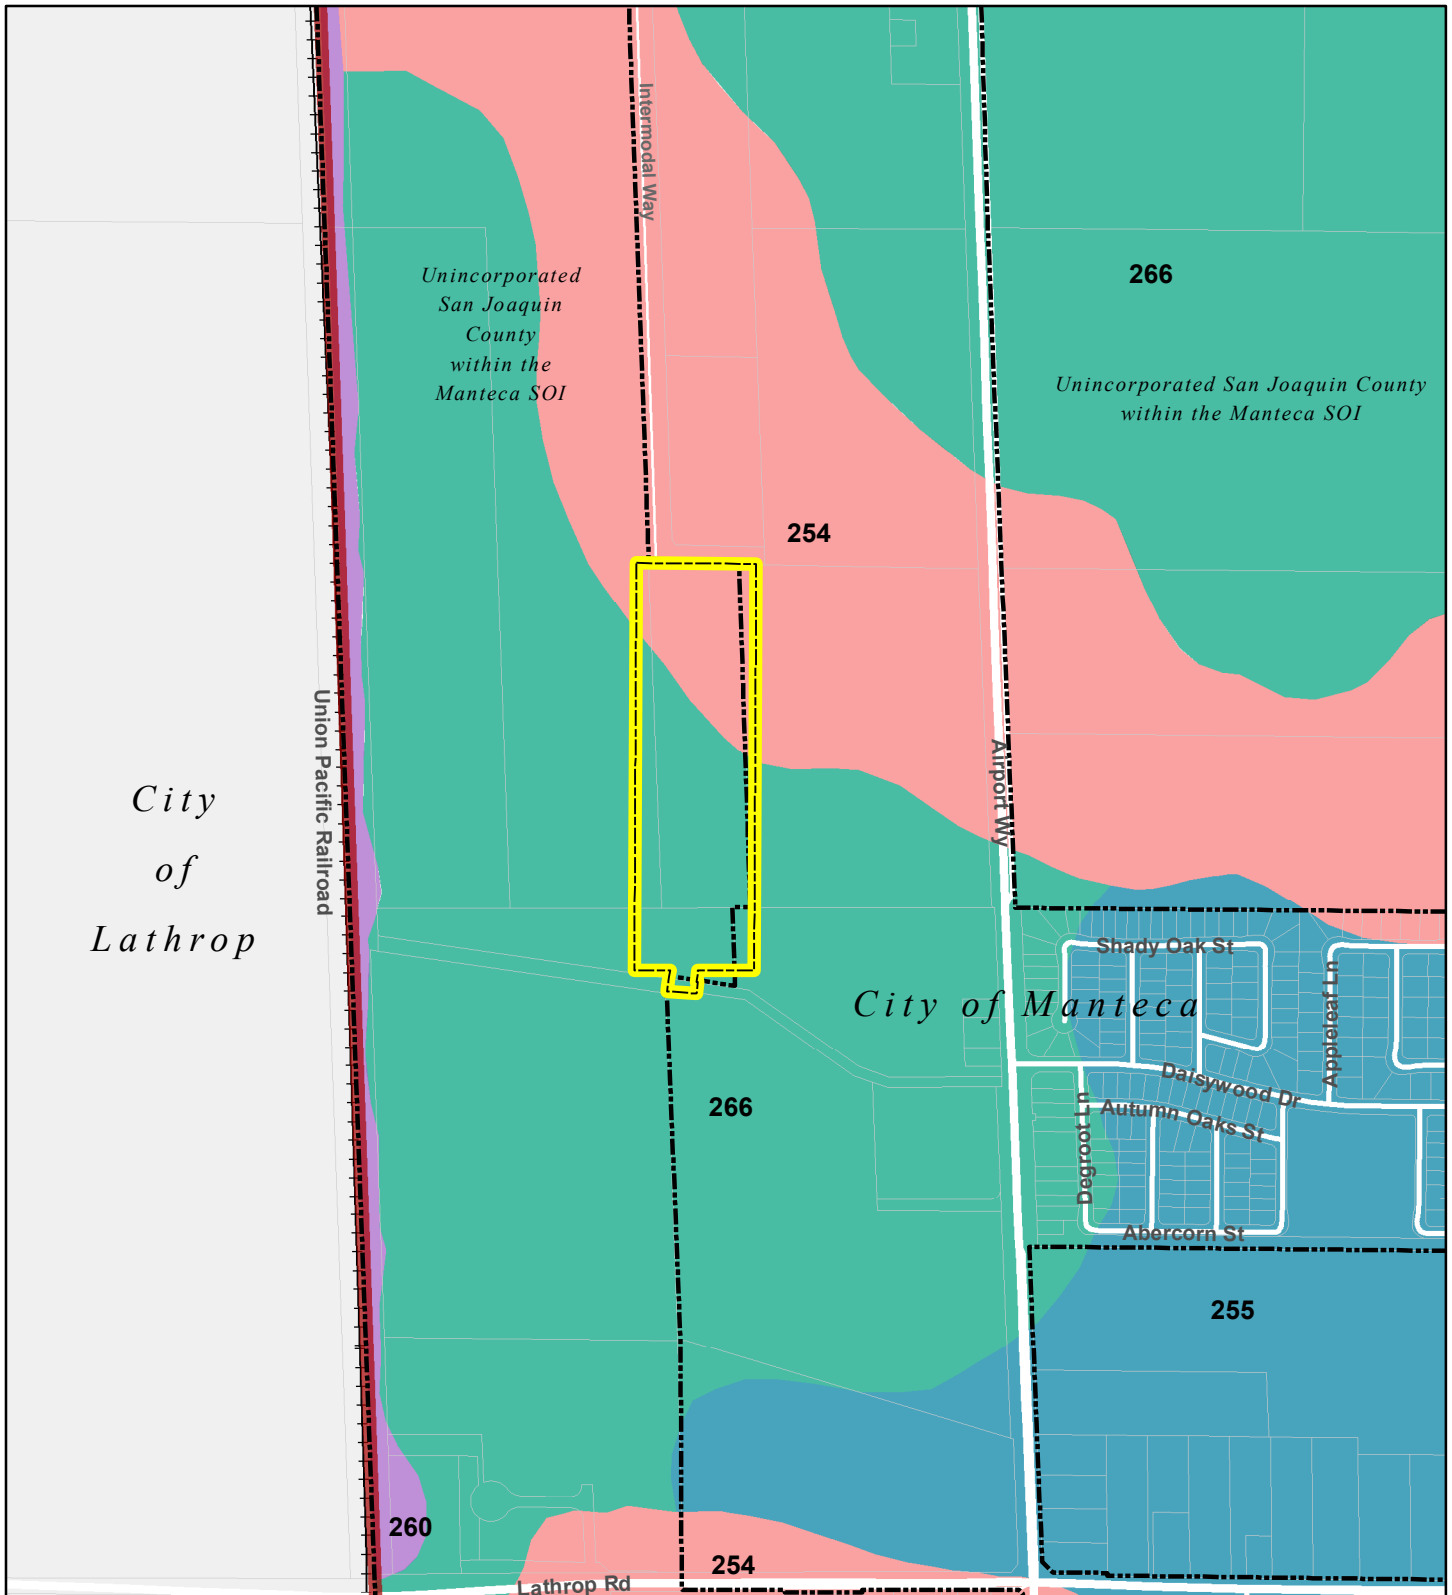 Intermodal Way
Unincorporated
San Joaquin
County
within the
Manteca SOI
266
Unincorporated San Joaquin County
within the Manteca SOI
254
Union Pacific Railroad
Airport Wy
City
of
Lathrop
Shady Oak St
Appleleaf Ln
City of Manteca
Daisywood Dr
Autumn Oaks St
Degroot Ln
266
Abercorn St
255
260
254
Lathrop Rd